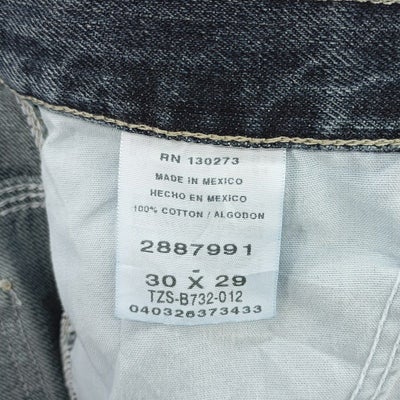 RN 130273
MADE IN MEXICO
HECHO EN MEXICO
100% COTTON / ALGODON
2887991
-
30 X 29
TZS-B732-012
040326373433